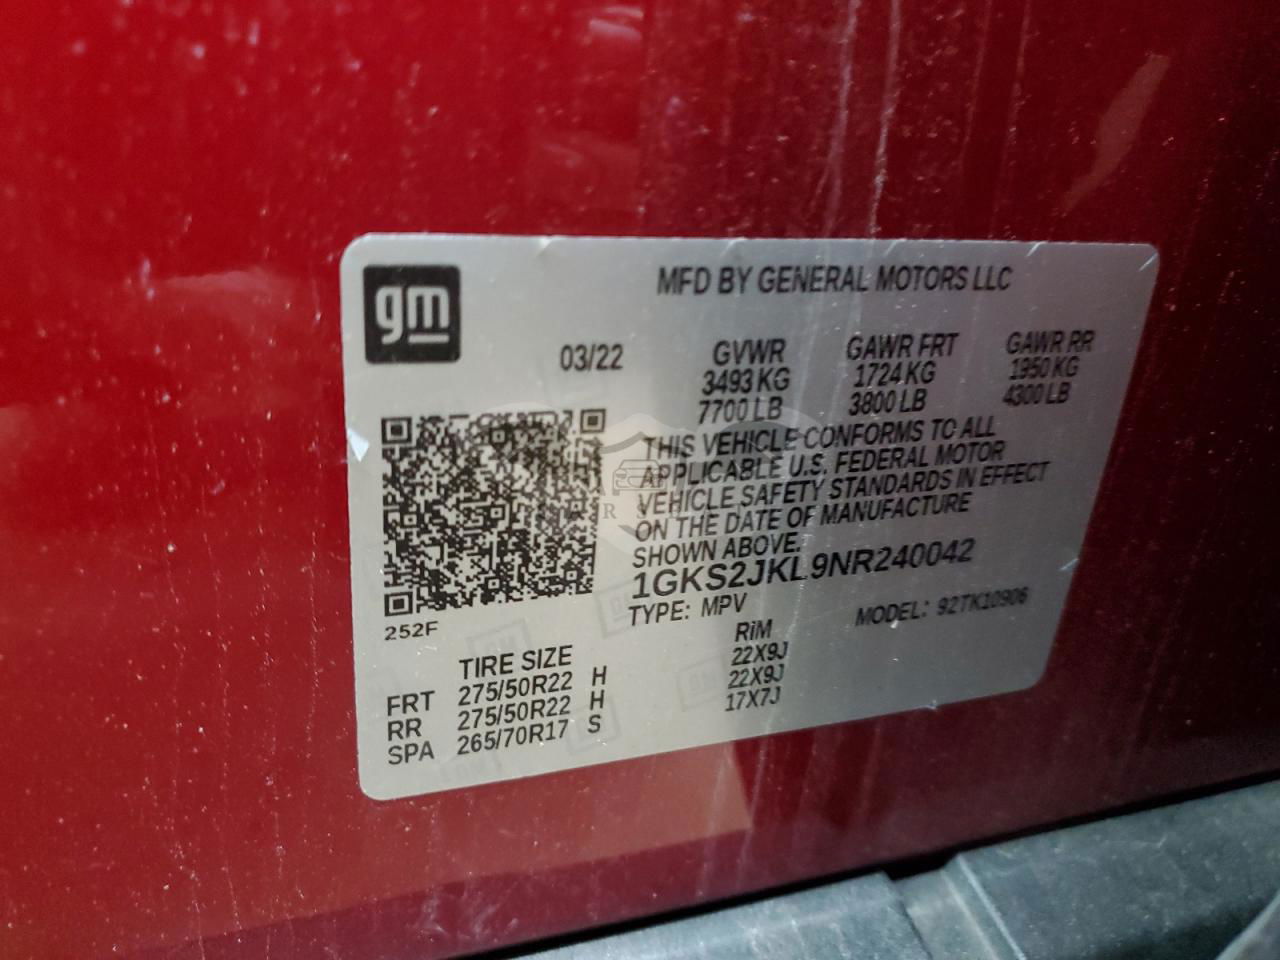 gm
MFD BY GENERAL MOTORS LLC
03/22 GVWR GAWR FRT GAWR RR
3493 KG 1724 KG 1950 KG
7700 LB 3800 LB 4300 LB
THIS VEHICLE CONFORMS TO ALL
APPLICABLE U.S. FEDERAL MOTOR
VEHICLE SAFETY STANDARDS IN EFFECT
ON THE DATE OF MANUFACTURE
SHOWN ABOVE.
1GKS2JKL9NR240042
TYPE: MPV MODEL: 92TK10906
252F
TIRE SIZE RIM
FRT 275/50R22 H 22X9J
RR 275/50R22 H 22X9J
SPA 265/70R17 S 17X7J